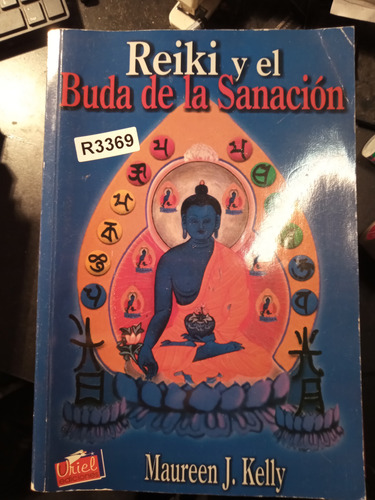 Reiki y el
Buda de la Sanación
R3369
Uriel
Maureen J. Kelly